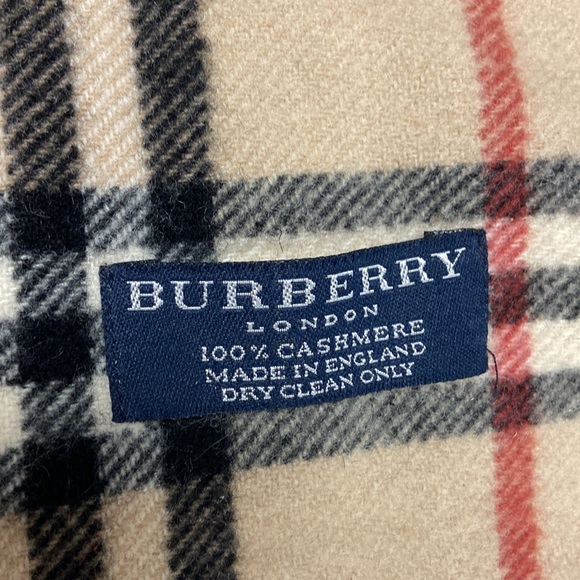 BURBERRY
LONDON
100% CASHMERE
MADE IN ENGLAND
DRY CLEAN ONLY